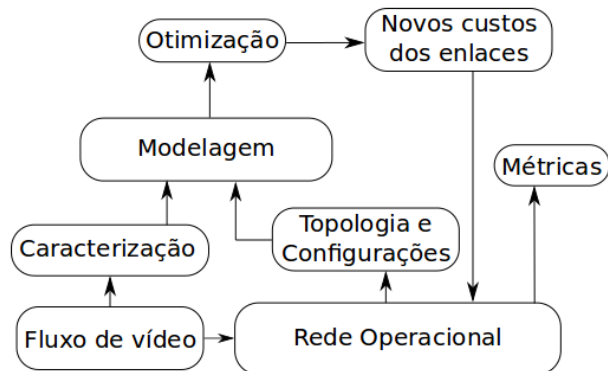 Otimização
Novos custos
dos enlaces
Modelagem
Métricas
Topologia e
Configurações
Caracterização
Fluxo de vídeo
Rede Operacional